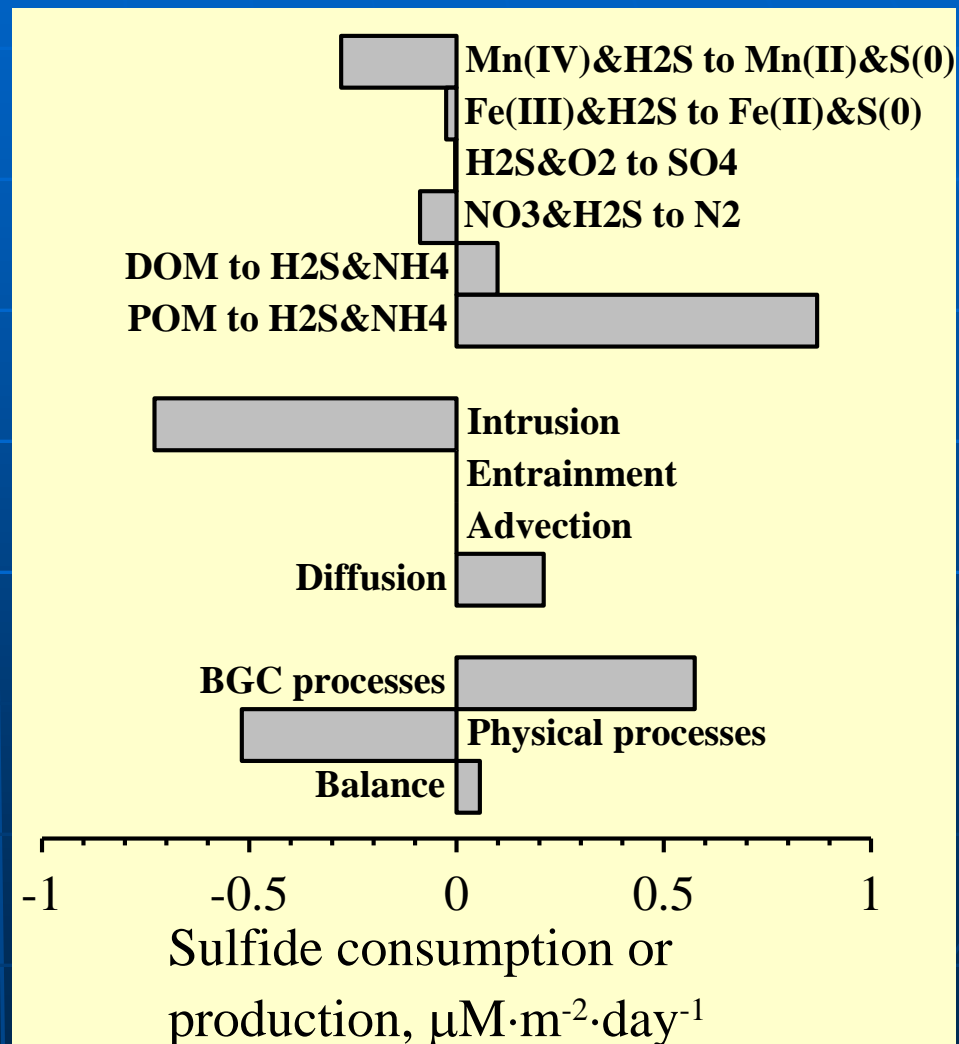 Mn(IV)&H2S to Mn(II)&S(0)
Fe(III)&H2S to Fe(II)&S(0)
H2S&O2 to SO4
NO3&H2S to N2
DOM to H2S&NH4
POM to H2S&NH4
Intrusion
Entrainment
Advection
Diffusion
BGC processes
Physical processes
Balance
-1 -0.5 0 0.5 1
Sulfide consumption or
production, μM·m⁻²·day⁻¹